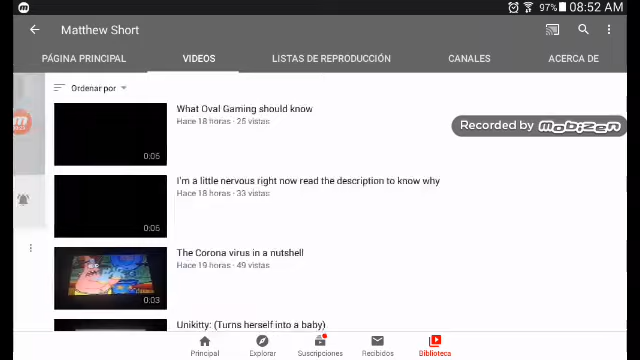 97% 08:52 AM
Matthew Short
PÁGINA PRINCIPAL VIDEOS LISTAS DE REPRODUCCIÓN CANALES ACERCA DE
Ordenar por
What Oval Gaming should know
Hace 18 horas · 25 vistas
0:05
Recorded by mobizen
I'm a little nervous right now read the description to know why
Hace 18 horas · 33 vistas
0:05
The Corona virus in a nutshell
Hace 19 horas · 49 vistas
0:03
Unikitty: (Turns herself into a baby)
Principal Explorar Suscripciones Recibidos Biblioteca